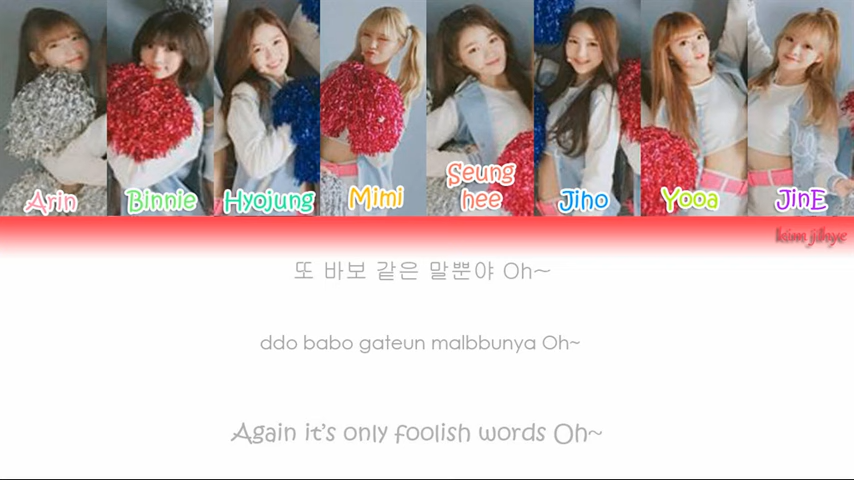 Arin
Binnie
Hyojung
Mimi
Seung
hee
Jiho
Yooa
JinE
kim jihye
또 바보 같은 말뿐야 Oh~
ddo babo gateun malbbunya Oh~
Again it's only foolish words Oh~